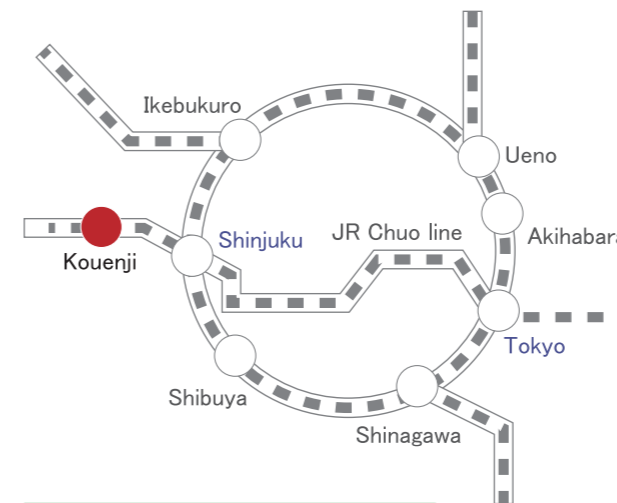 Ikebukuro
Ueno
Shinjuku
JR Chuo line
Akihabara
Kouenji
Tokyo
Shibuya
Shinagawa